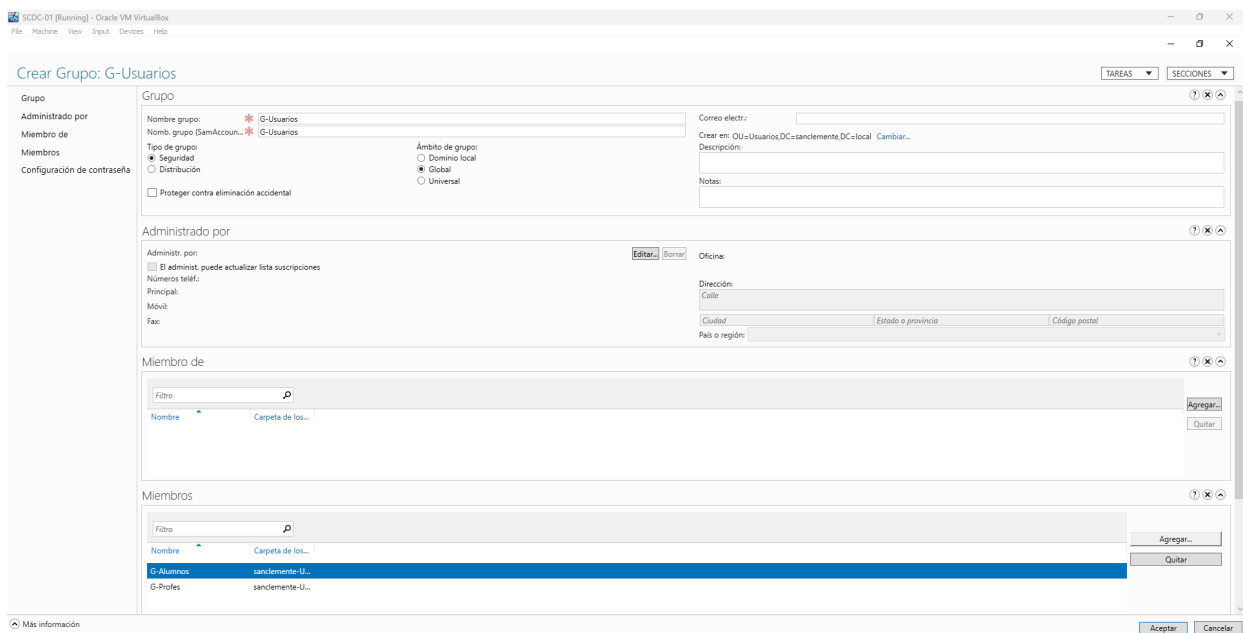 SCDC-01 [Running] - Oracle VM VirtualBox
File Machine View Input Devices Help
Crear Grupo: G-Usuarios
TAREAS
SECCIONES
Grupo
Administrado por
Miembro de
Miembros
Configuración de contraseña
Grupo
Nombre grupo: G-Usuarios
Nomb. grupo (SamAccoun... G-Usuarios
Tipo de grupo:
Seguridad
Distribución
Ámbito de grupo:
Dominio local
Global
Universal
Proteger contra eliminación accidental
Correo electr.:
Crear en: OU=Usuarios,DC=sanclemente,DC=local Cambiar...
Descripción:
Notas:
Administrado por
Administr. por:
Editar... Borrar
El administ. puede actualizar lista suscripciones
Números teléf.:
Principal:
Móvil:
Fax:
Oficina:
Dirección:
Calle
Ciudad Estado o provincia Código postal
País o región:
Miembro de
Filtro
Nombre Carpeta de los...
Agregar...
Quitar
Miembros
Filtro
Nombre Carpeta de los...
G-Alumnos sanclemente-U...
G-Profes sanclemente-U...
Agregar...
Quitar
Más información
Aceptar Cancelar